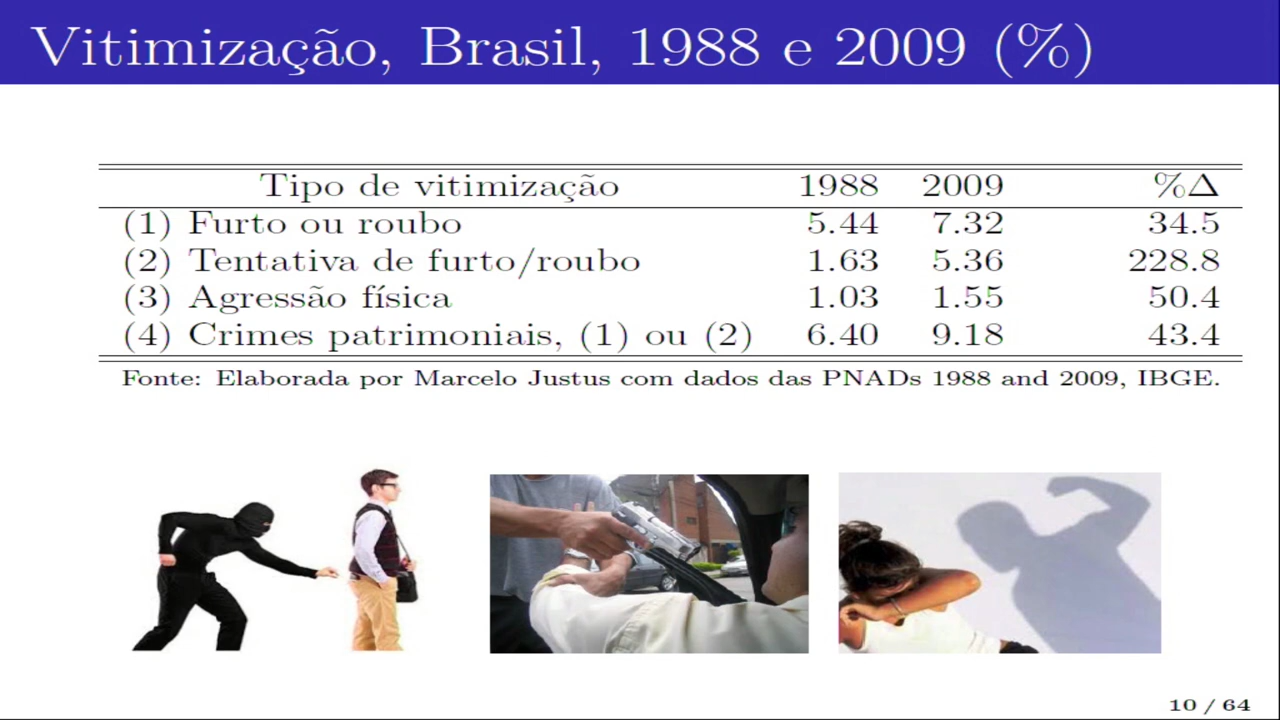 Vitimização, Brasil, 1988 e 2009 (%)
Tipo de vitimização 1988 2009 %Δ
(1) Furto ou roubo 5.44 7.32 34.5
(2) Tentativa de furto/roubo 1.63 5.36 228.8
(3) Agressão física 1.03 1.55 50.4
(4) Crimes patrimoniais, (1) ou (2) 6.40 9.18 43.4
Fonte: Elaborada por Marcelo Justus com dados das PNADs 1988 and 2009, IBGE.
10 / 64